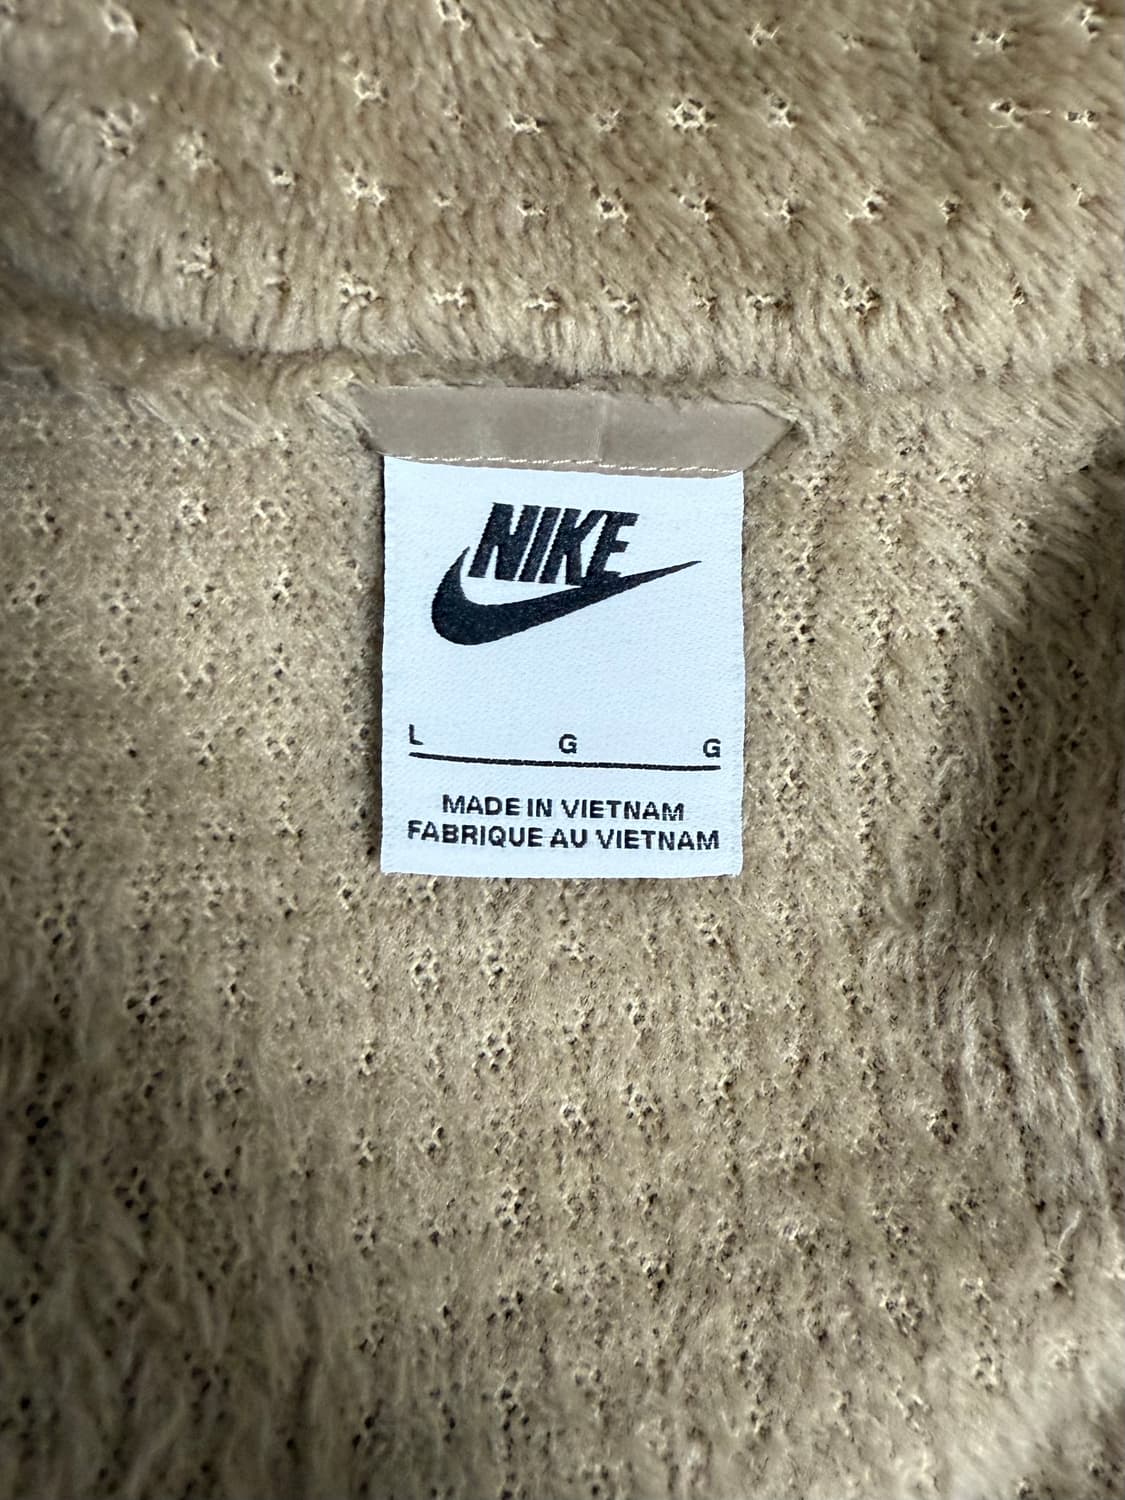 NIKE
L G G
MADE IN VIETNAM
FABRIQUE AU VIETNAM